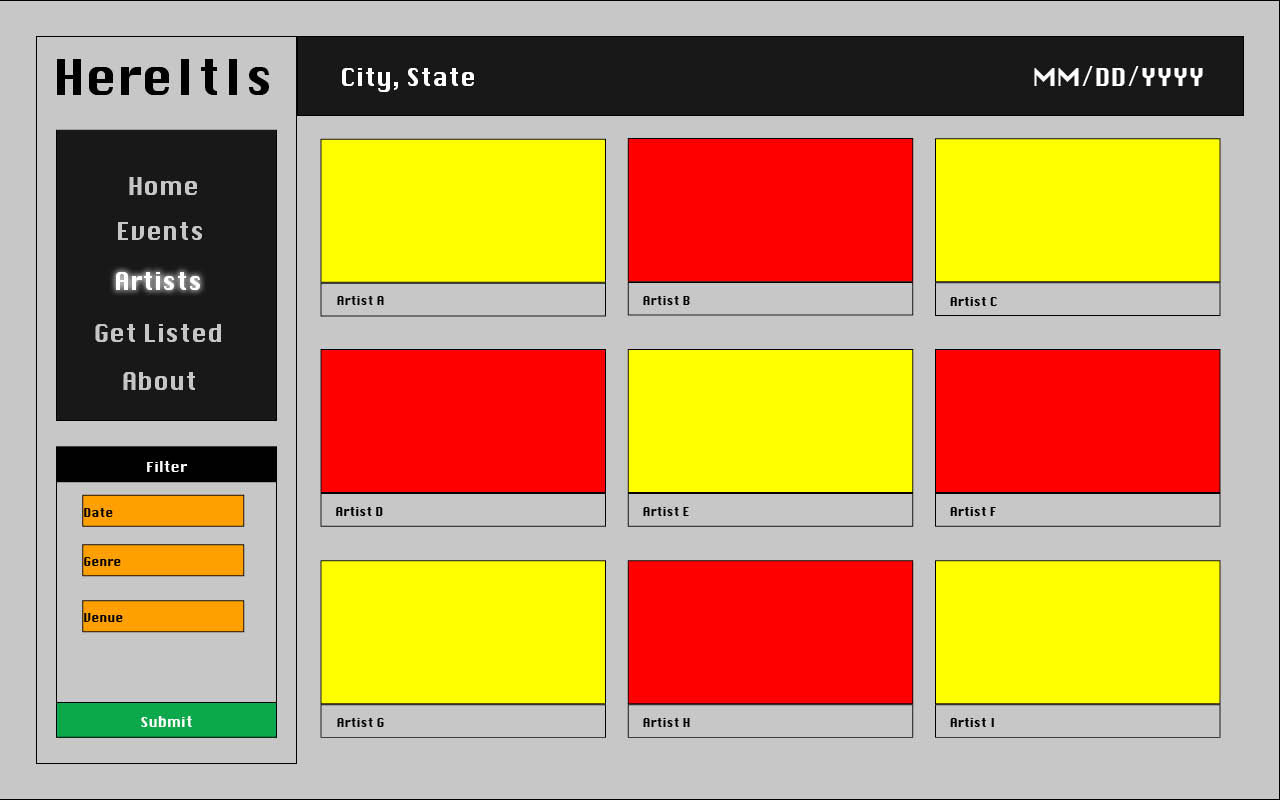 HereItIs
City, State
MM/DD/YYYY
Home
Events
Artists
Get Listed
About
Filter
Date
Genre
Venue
Submit
Artist A
Artist B
Artist C
Artist D
Artist E
Artist F
Artist G
Artist H
Artist I